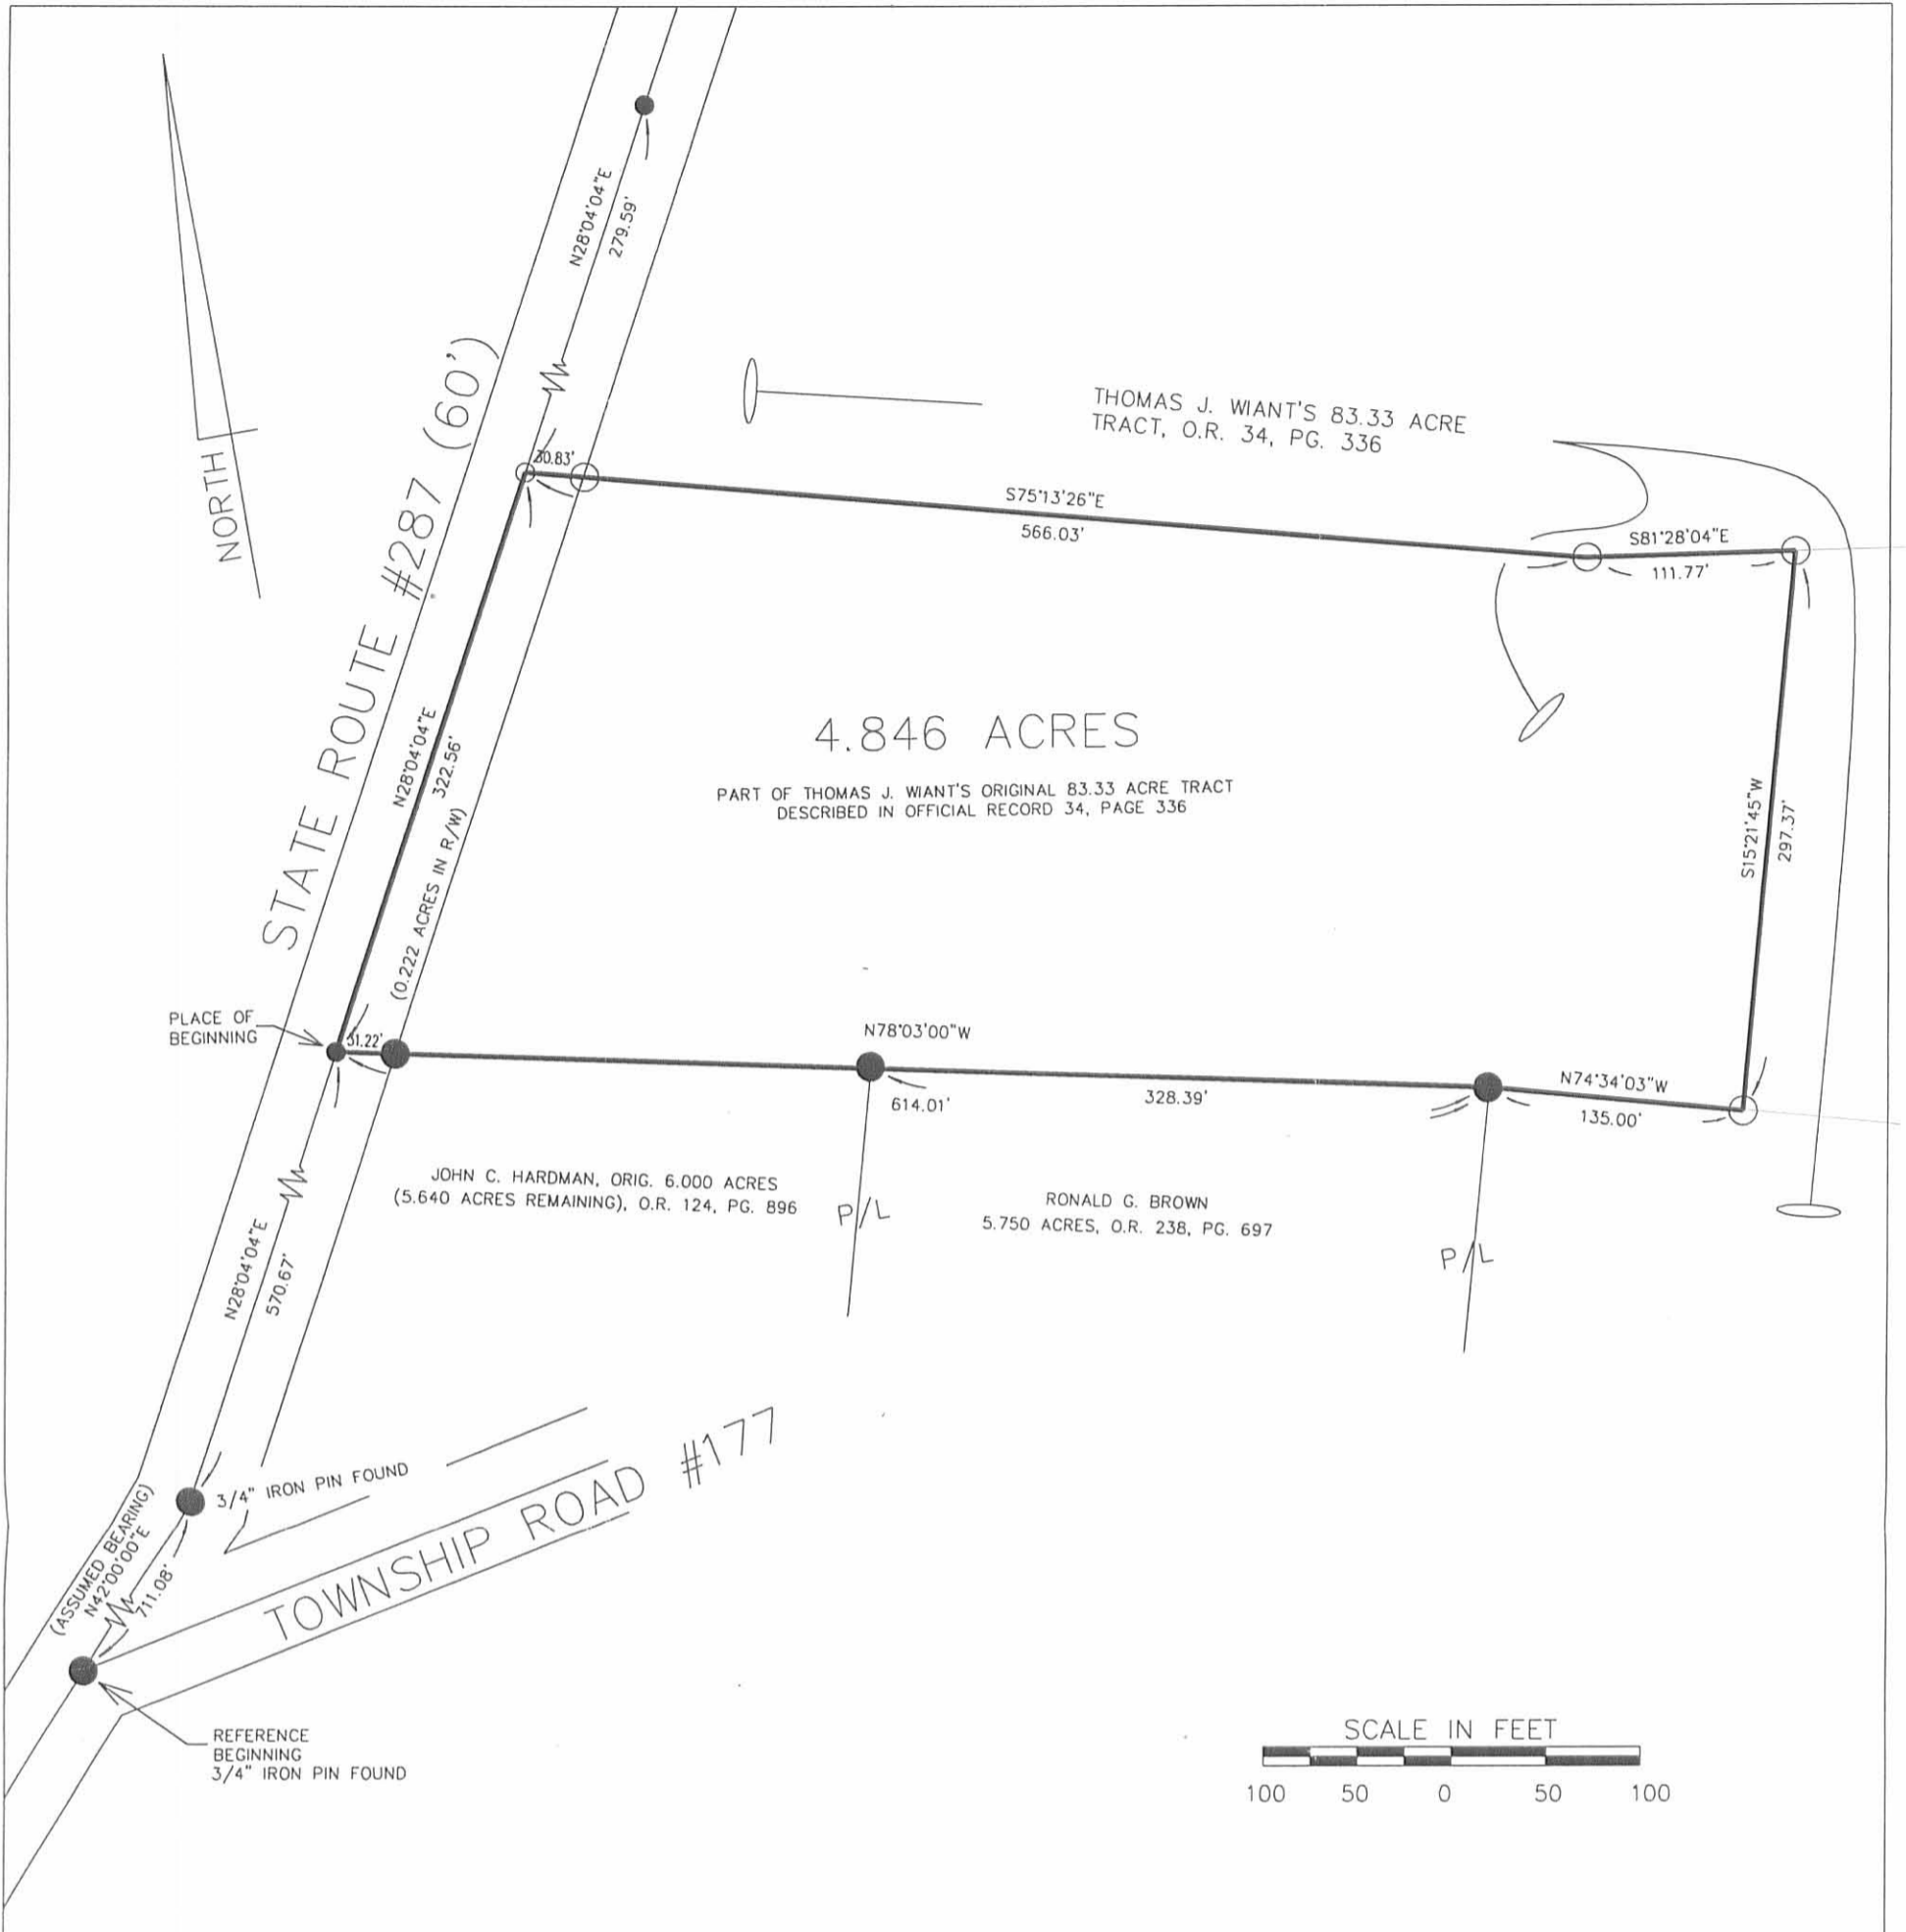 N28°04'04"E
279.59'
NORTH
STATE ROUTE #287 (60')
THOMAS J. WIANT'S 83.33 ACRE
TRACT, O.R. 34, PG. 336
30.83'
S75°13'26"E
566.03'
S81°28'04"E
111.77'
N28°04'04"E
322.56'
(0.222 ACRES IN R/W)
4.846 ACRES
PART OF THOMAS J. WIANT'S ORIGINAL 83.33 ACRE TRACT
DESCRIBED IN OFFICIAL RECORD 34, PAGE 336
S15°21'45"W
297.37'
PLACE OF
BEGINNING
31.22'
N78°03'00"W
614.01'
328.39'
N74°34'03"W
135.00'
JOHN C. HARDMAN, ORIG. 6.000 ACRES
(5.640 ACRES REMAINING), O.R. 124, PG. 896
P/L
RONALD G. BROWN
5.750 ACRES, O.R. 238, PG. 697
P/L
N28°04'04"E
570.67'
3/4" IRON PIN FOUND
(ASSUMED BEARING)
N42°00'00"E
711.08'
TOWNSHIP ROAD #177
REFERENCE
BEGINNING
3/4" IRON PIN FOUND
SCALE IN FEET
100 50 0 50 100